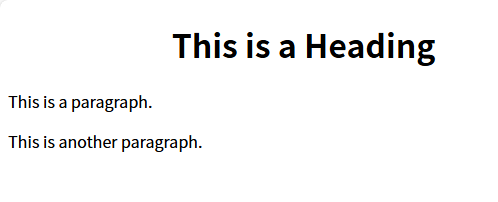 This is a Heading
This is a paragraph.
This is another paragraph.